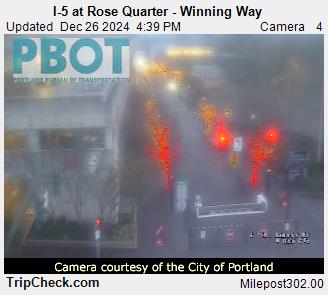 I-5 at Rose Quarter - Winning Way
Updated Dec 26 2024 4:39 PM Camera 4
PBOT
PORTLAND BUREAU OF TRANSPORTATION
Camera courtesy of the City of Portland
TripCheck.com Milepost302.00